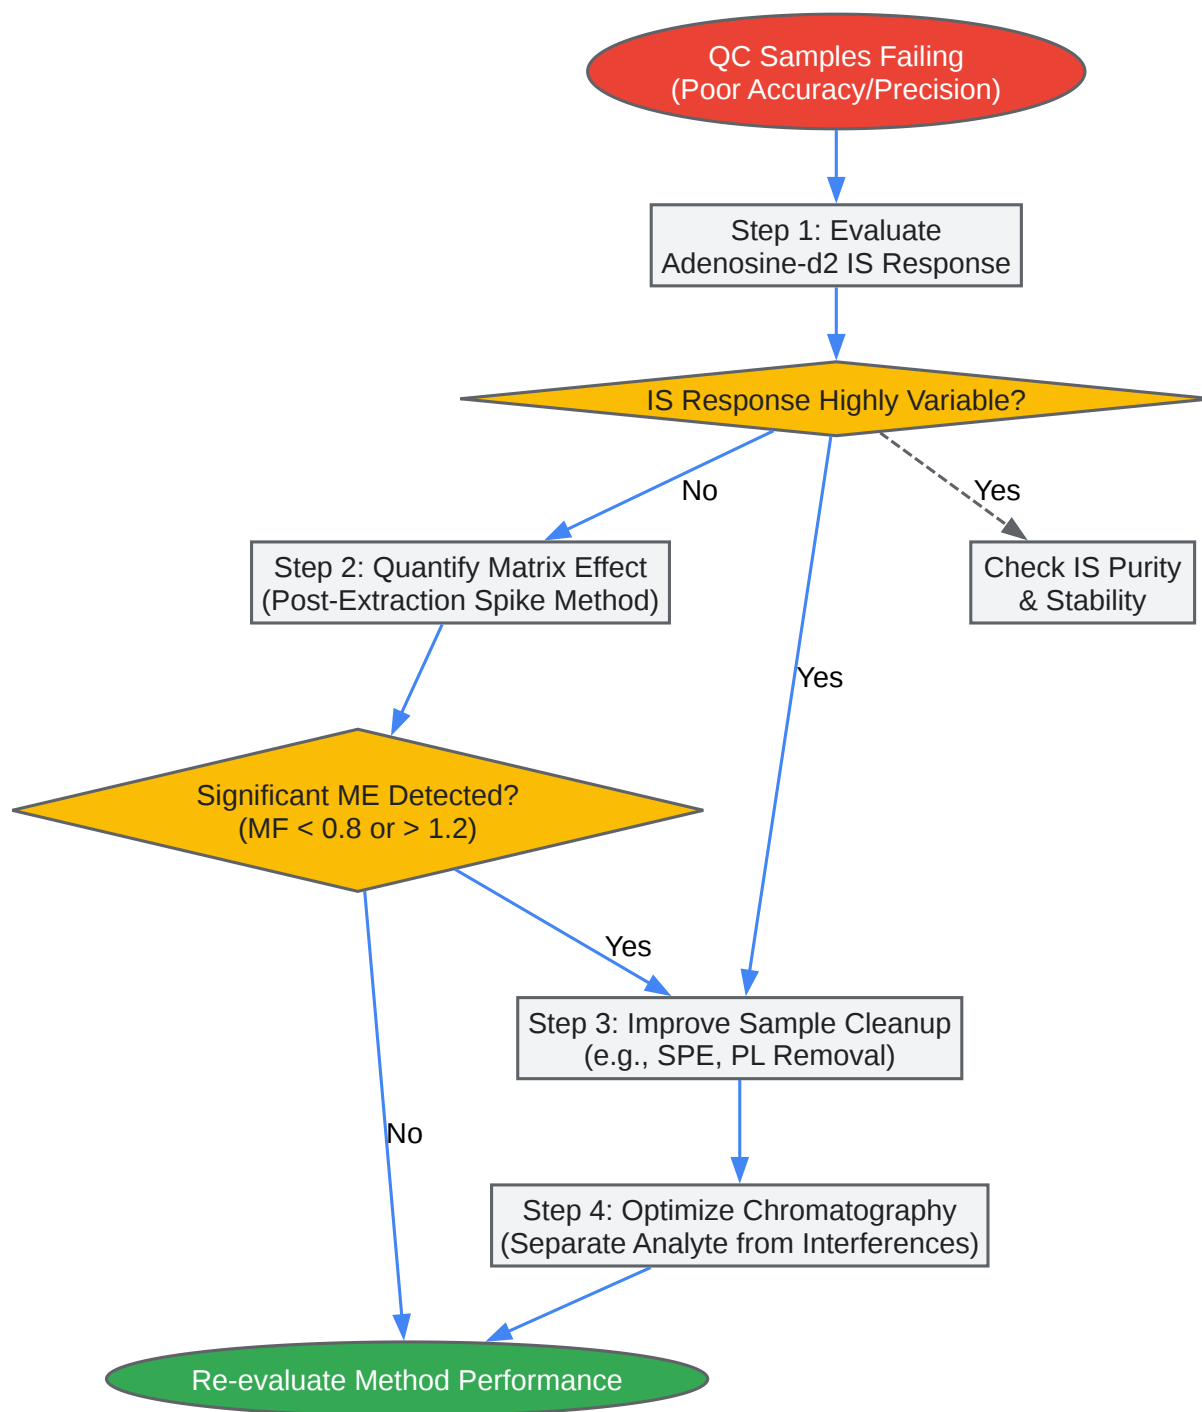 QC Samples Failing
(Poor Accuracy/Precision)
Step 1: Evaluate
Adenosine-d2 IS Response
IS Response Highly Variable?
No
Yes
Step 2: Quantify Matrix Effect
(Post-Extraction Spike Method)
Check IS Purity
& Stability
Yes
Significant ME Detected?
(MF < 0.8 or > 1.2)
Yes
Step 3: Improve Sample Cleanup
(e.g., SPE, PL Removal)
No
Step 4: Optimize Chromatography
(Separate Analyte from Interferences)
Re-evaluate Method Performance